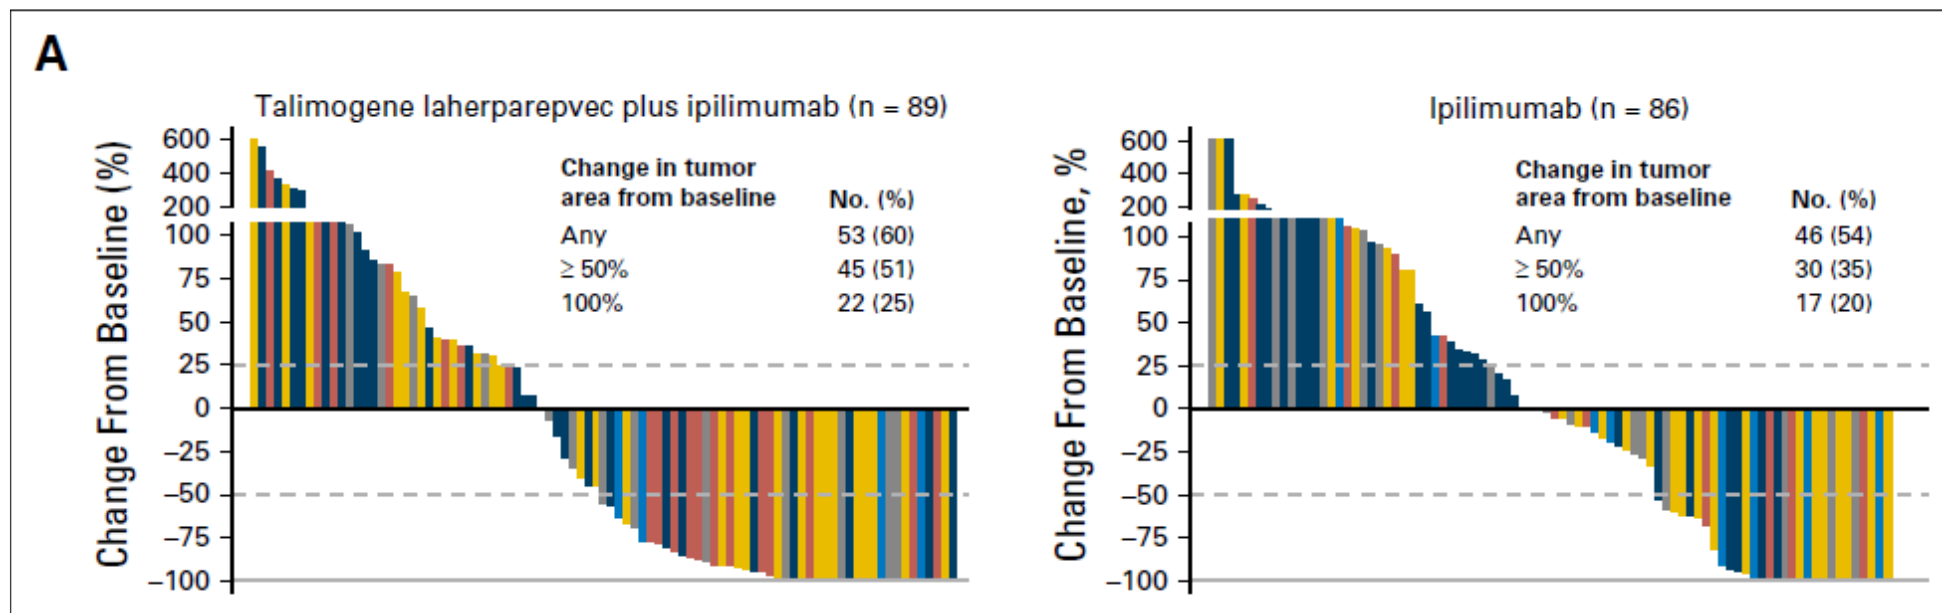 A
Talimogene laherparepvec plus ipilimumab (n = 89)
Change From Baseline (%)
600
400
200
100
75
50
25
0
–25
–50
–75
–100
Change in tumor
area from baseline No. (%)
Any 53 (60)
≥ 50% 45 (51)
100% 22 (25)
Ipilimumab (n = 86)
Change From Baseline, %
600
400
200
100
75
50
25
0
–25
–50
–75
–100
Change in tumor
area from baseline No. (%)
Any 46 (54)
≥ 50% 30 (35)
100% 17 (20)